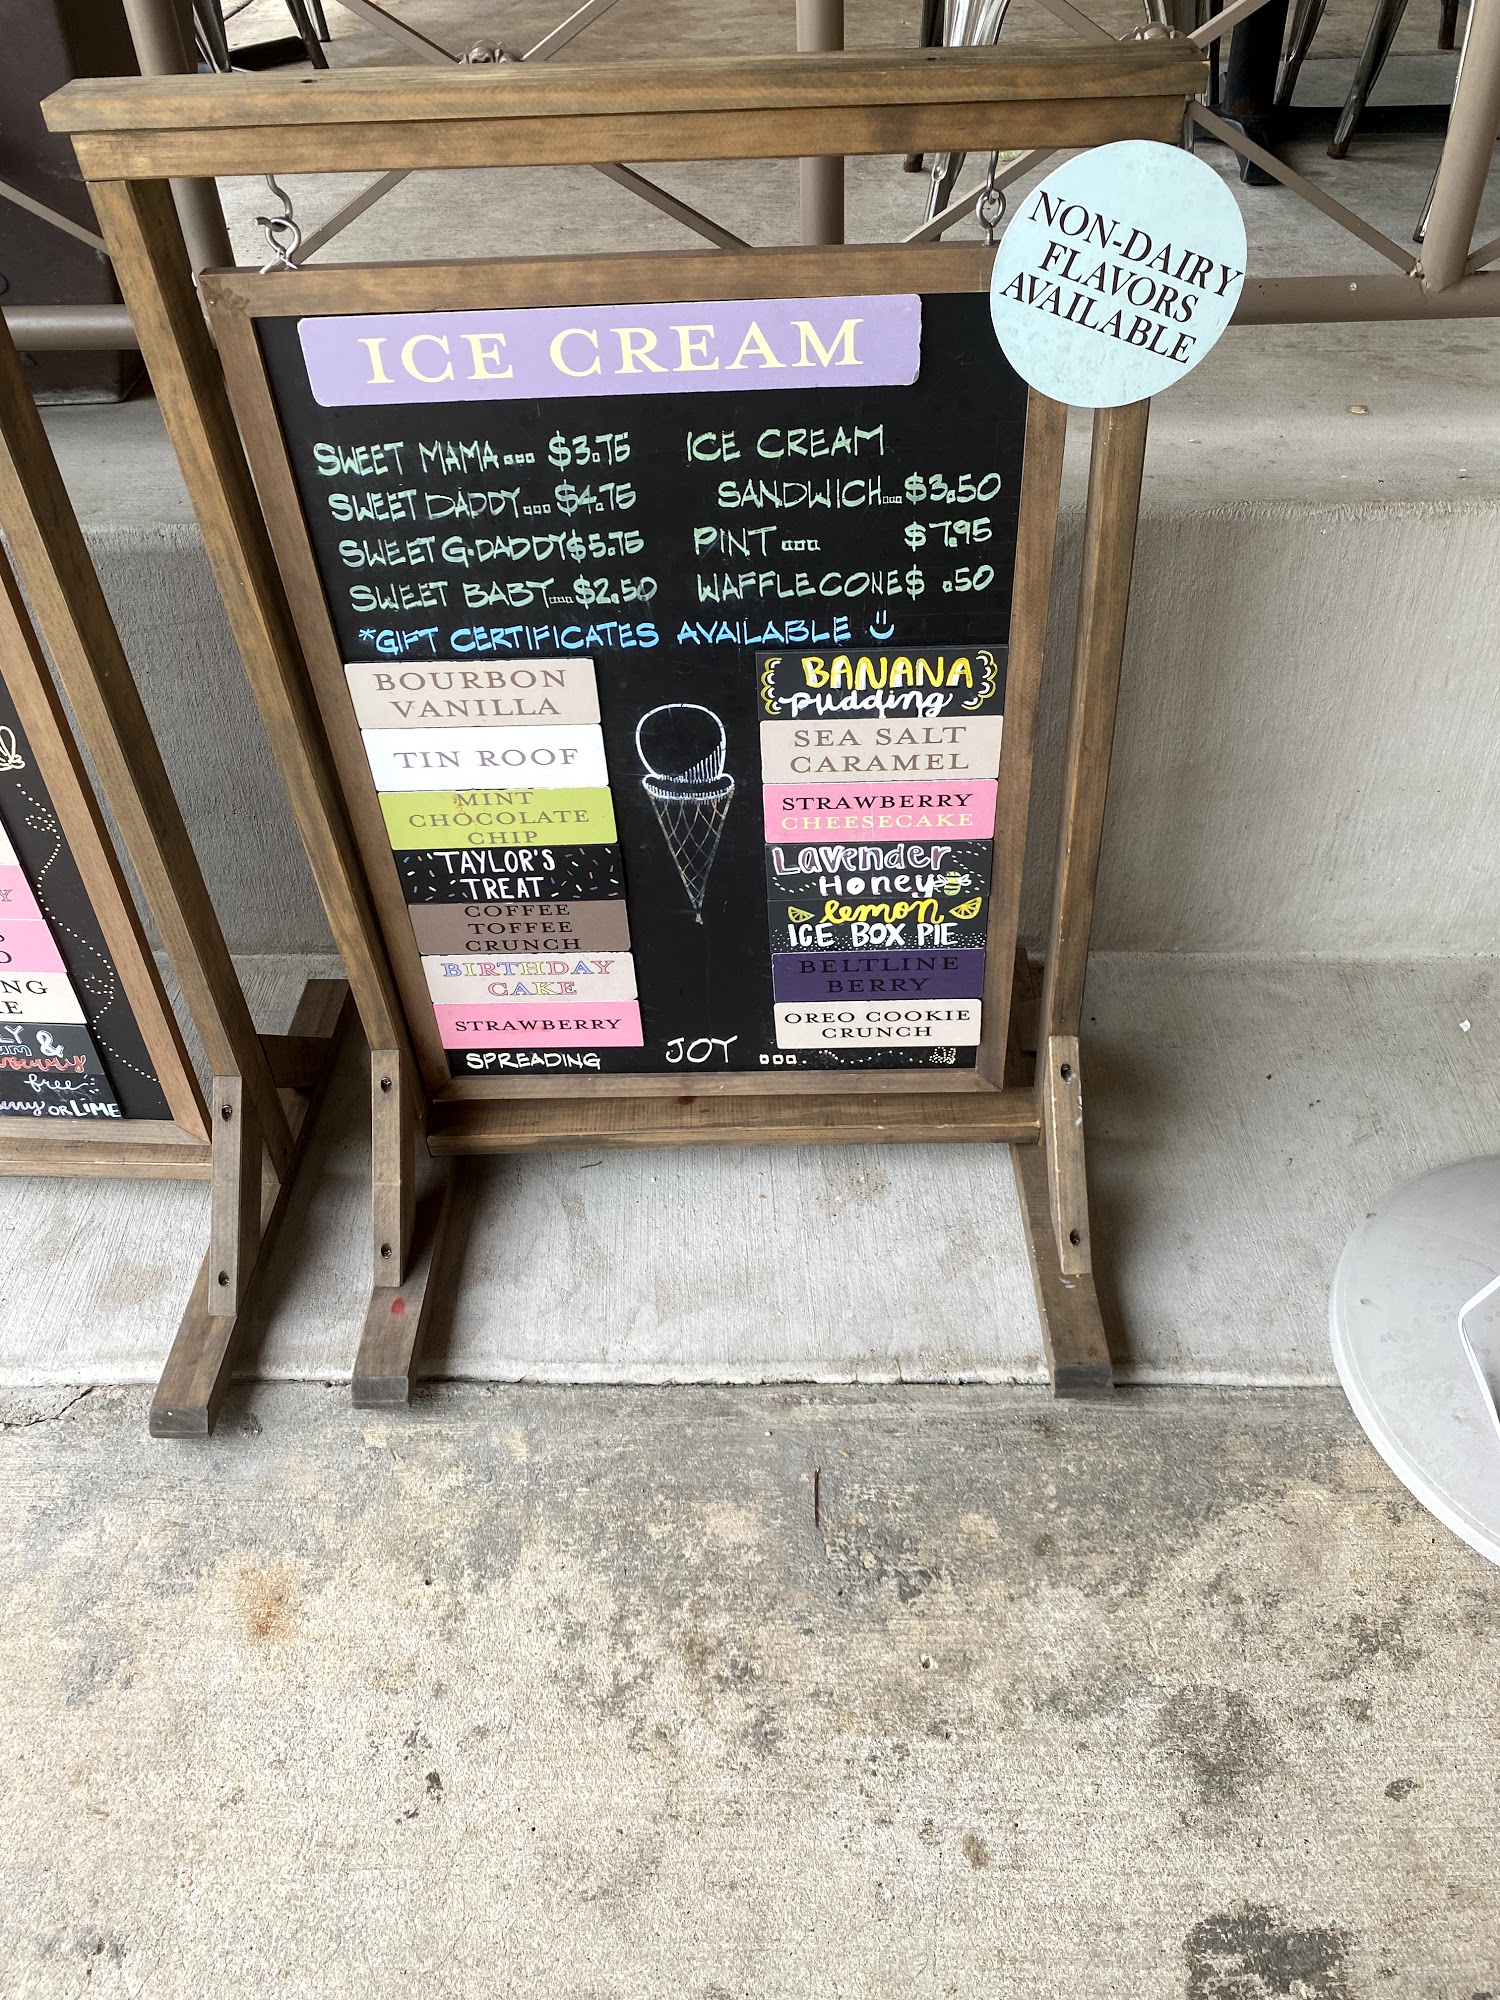 NON-DAIRY
FLAVORS
AVAILABLE
ICE CREAM
SWEET MAMA... $3.75
SWEET DADDY... $4.75
SWEET G-DADDY $5.75
SWEET BABY... $2.50
ICE CREAM
SANDWICH... $3.50
PINT... $7.95
WAFFLE CONE $ .50
*GIFT CERTIFICATES AVAILABLE
BOURBON
VANILLA
TIN ROOF
MINT
CHOCOLATE
CHIP
TAYLOR'S
TREAT
COFFEE
TOFFEE
CRUNCH
BIRTHDAY
CAKE
STRAWBERRY
BANANA
Pudding
SEA SALT
CARAMEL
STRAWBERRY
CHEESECAKE
Lavender
Honey
lemon
ICE BOX PIE
BELTLINE
BERRY
OREO COOKIE
CRUNCH
SPREADING JOY ...
&
free
OR LIME